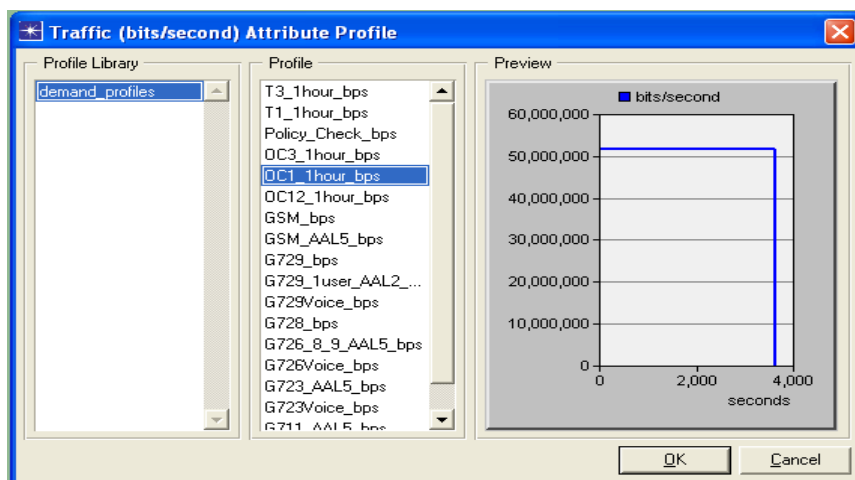 Traffic (bits/second) Attribute Profile
Profile Library
demand_profiles
Profile
T3_1hour_bps
T1_1hour_bps
Policy_Check_bps
OC3_1hour_bps
OC1_1hour_bps
OC12_1hour_bps
GSM_bps
GSM_AAL5_bps
G729_bps
G729_1user_AAL2_...
G729Voice_bps
G728_bps
G726_8_9_AAL5_bps
G726Voice_bps
G723_AAL5_bps
G723Voice_bps
G711_AAL5_bps
Preview
bits/second
60,000,000
50,000,000
40,000,000
30,000,000
20,000,000
10,000,000
0
0 2,000 4,000
seconds
OK Cancel